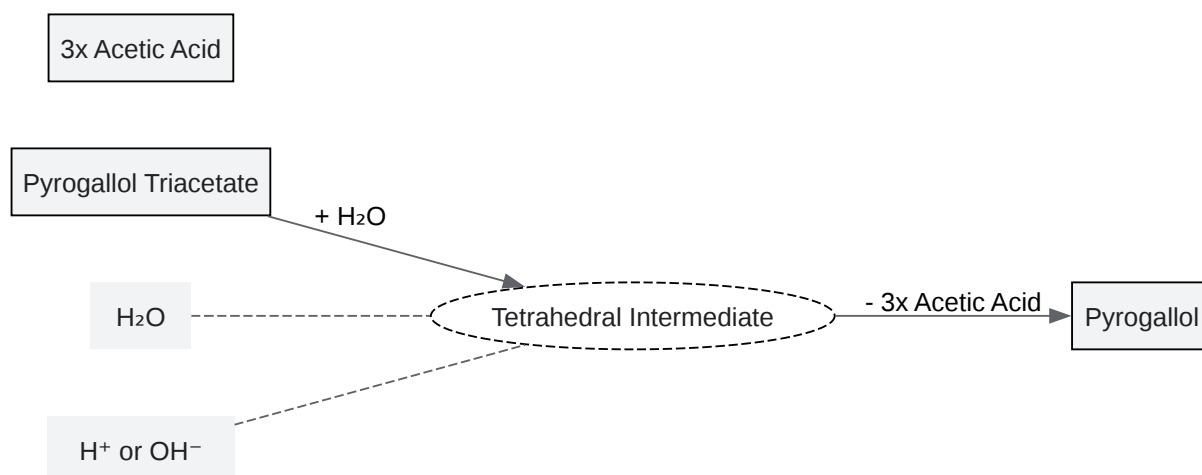 3x Acetic Acid
Pyrogallol Triacetate
+ H₂O
H₂O
Tetrahedral Intermediate
- 3x Acetic Acid
Pyrogallol
H⁺ or OH⁻